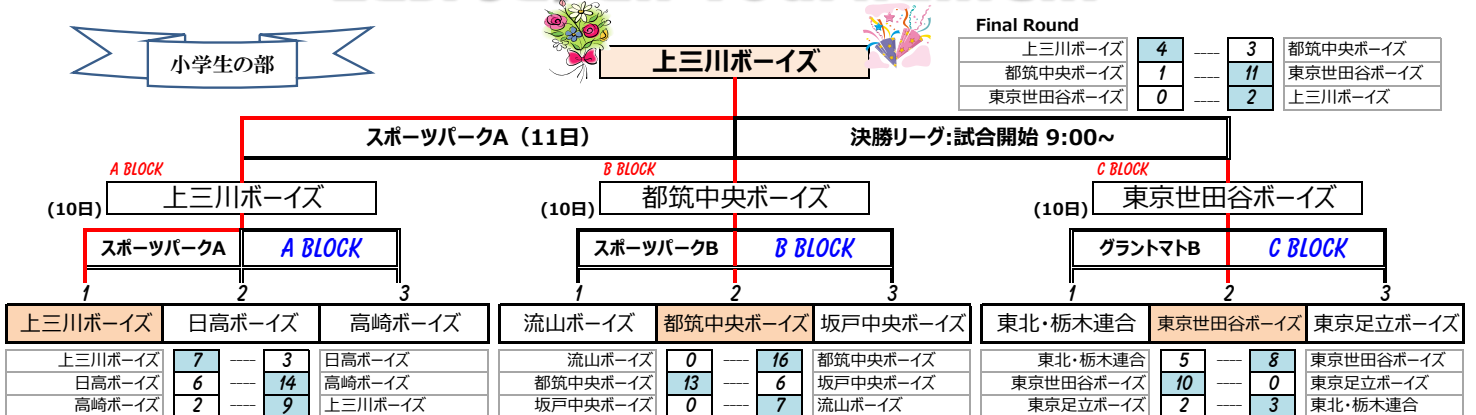 小学生の部
上三川ボーイズ
Final Round
上三川ボーイズ 4 ---- 3 都筑中央ボーイズ
都筑中央ボーイズ 1 ---- 11 東京世田谷ボーイズ
東京世田谷ボーイズ 0 ---- 2 上三川ボーイズ
スポーツパークA（11日） 決勝リーグ:試合開始 9:00~
A BLOCK B BLOCK C BLOCK
(10日) 上三川ボーイズ (10日) 都筑中央ボーイズ (10日) 東京世田谷ボーイズ
スポーツパークA A BLOCK スポーツパークB B BLOCK グラントマトB C BLOCK
1 2 3 1 2 3 1 2 3
上三川ボーイズ 日高ボーイズ 高崎ボーイズ 流山ボーイズ 都筑中央ボーイズ 坂戸中央ボーイズ 東北・栃木連合 東京世田谷ボーイズ 東京足立ボーイズ
上三川ボーイズ 7 ---- 3 日高ボーイズ 流山ボーイズ 0 ---- 16 都筑中央ボーイズ 東北・栃木連合 5 ---- 8 東京世田谷ボーイズ
日高ボーイズ 6 ---- 14 高崎ボーイズ 都筑中央ボーイズ 13 ---- 6 坂戸中央ボーイズ 東京世田谷ボーイズ 10 ---- 0 東京足立ボーイズ
高崎ボーイズ 2 ---- 9 上三川ボーイズ 坂戸中央ボーイズ 0 ---- 7 流山ボーイズ 東京足立ボーイズ 2 ---- 3 東北・栃木連合